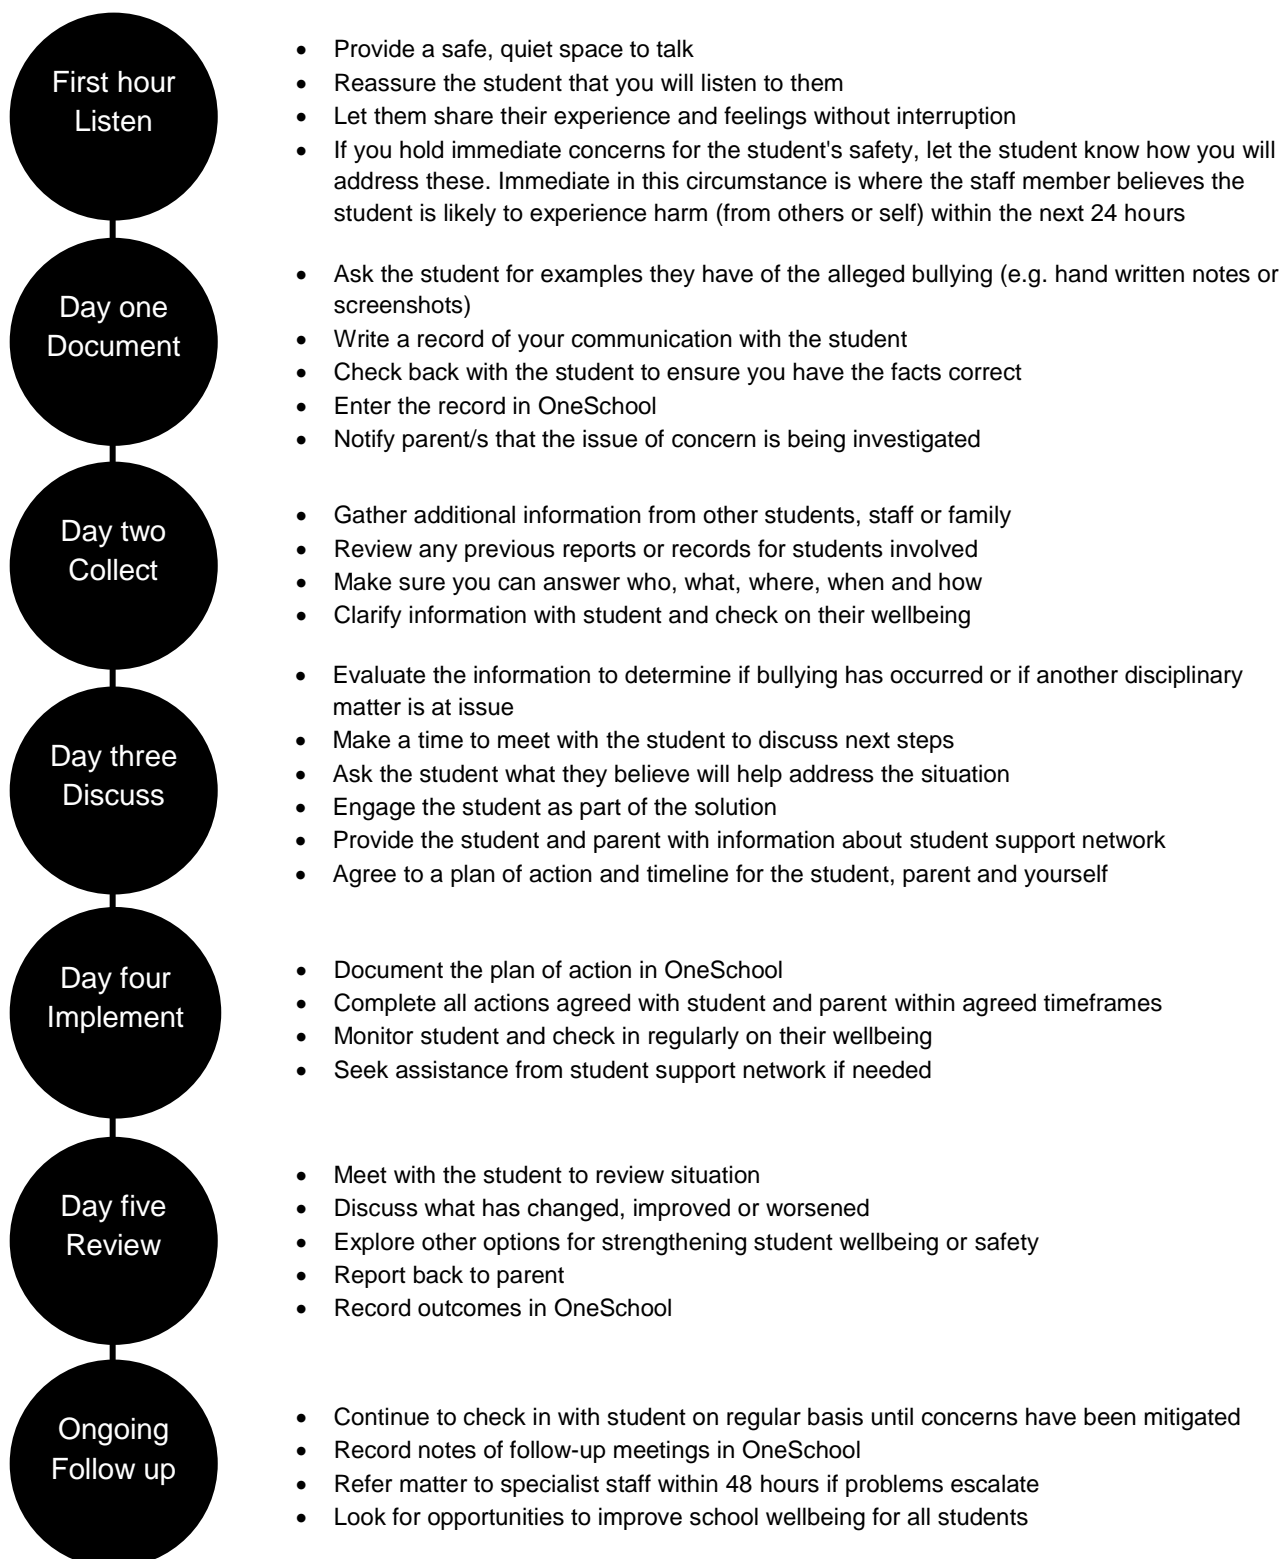 First hour
Listen
• Provide a safe, quiet space to talk
• Reassure the student that you will listen to them
• Let them share their experience and feelings without interruption
• If you hold immediate concerns for the student's safety, let the student know how you will
address these. Immediate in this circumstance is where the staff member believes the
student is likely to experience harm (from others or self) within the next 24 hours
Day one
Document
• Ask the student for examples they have of the alleged bullying (e.g. hand written notes or
screenshots)
• Write a record of your communication with the student
• Check back with the student to ensure you have the facts correct
• Enter the record in OneSchool
• Notify parent/s that the issue of concern is being investigated
Day two
Collect
• Gather additional information from other students, staff or family
• Review any previous reports or records for students involved
• Make sure you can answer who, what, where, when and how
• Clarify information with student and check on their wellbeing
Day three
Discuss
• Evaluate the information to determine if bullying has occurred or if another disciplinary
matter is at issue
• Make a time to meet with the student to discuss next steps
• Ask the student what they believe will help address the situation
• Engage the student as part of the solution
• Provide the student and parent with information about student support network
• Agree to a plan of action and timeline for the student, parent and yourself
Day four
Implement
• Document the plan of action in OneSchool
• Complete all actions agreed with student and parent within agreed timeframes
• Monitor student and check in regularly on their wellbeing
• Seek assistance from student support network if needed
Day five
Review
• Meet with the student to review situation
• Discuss what has changed, improved or worsened
• Explore other options for strengthening student wellbeing or safety
• Report back to parent
• Record outcomes in OneSchool
Ongoing
Follow up
• Continue to check in with student on regular basis until concerns have been mitigated
• Record notes of follow-up meetings in OneSchool
• Refer matter to specialist staff within 48 hours if problems escalate
• Look for opportunities to improve school wellbeing for all students